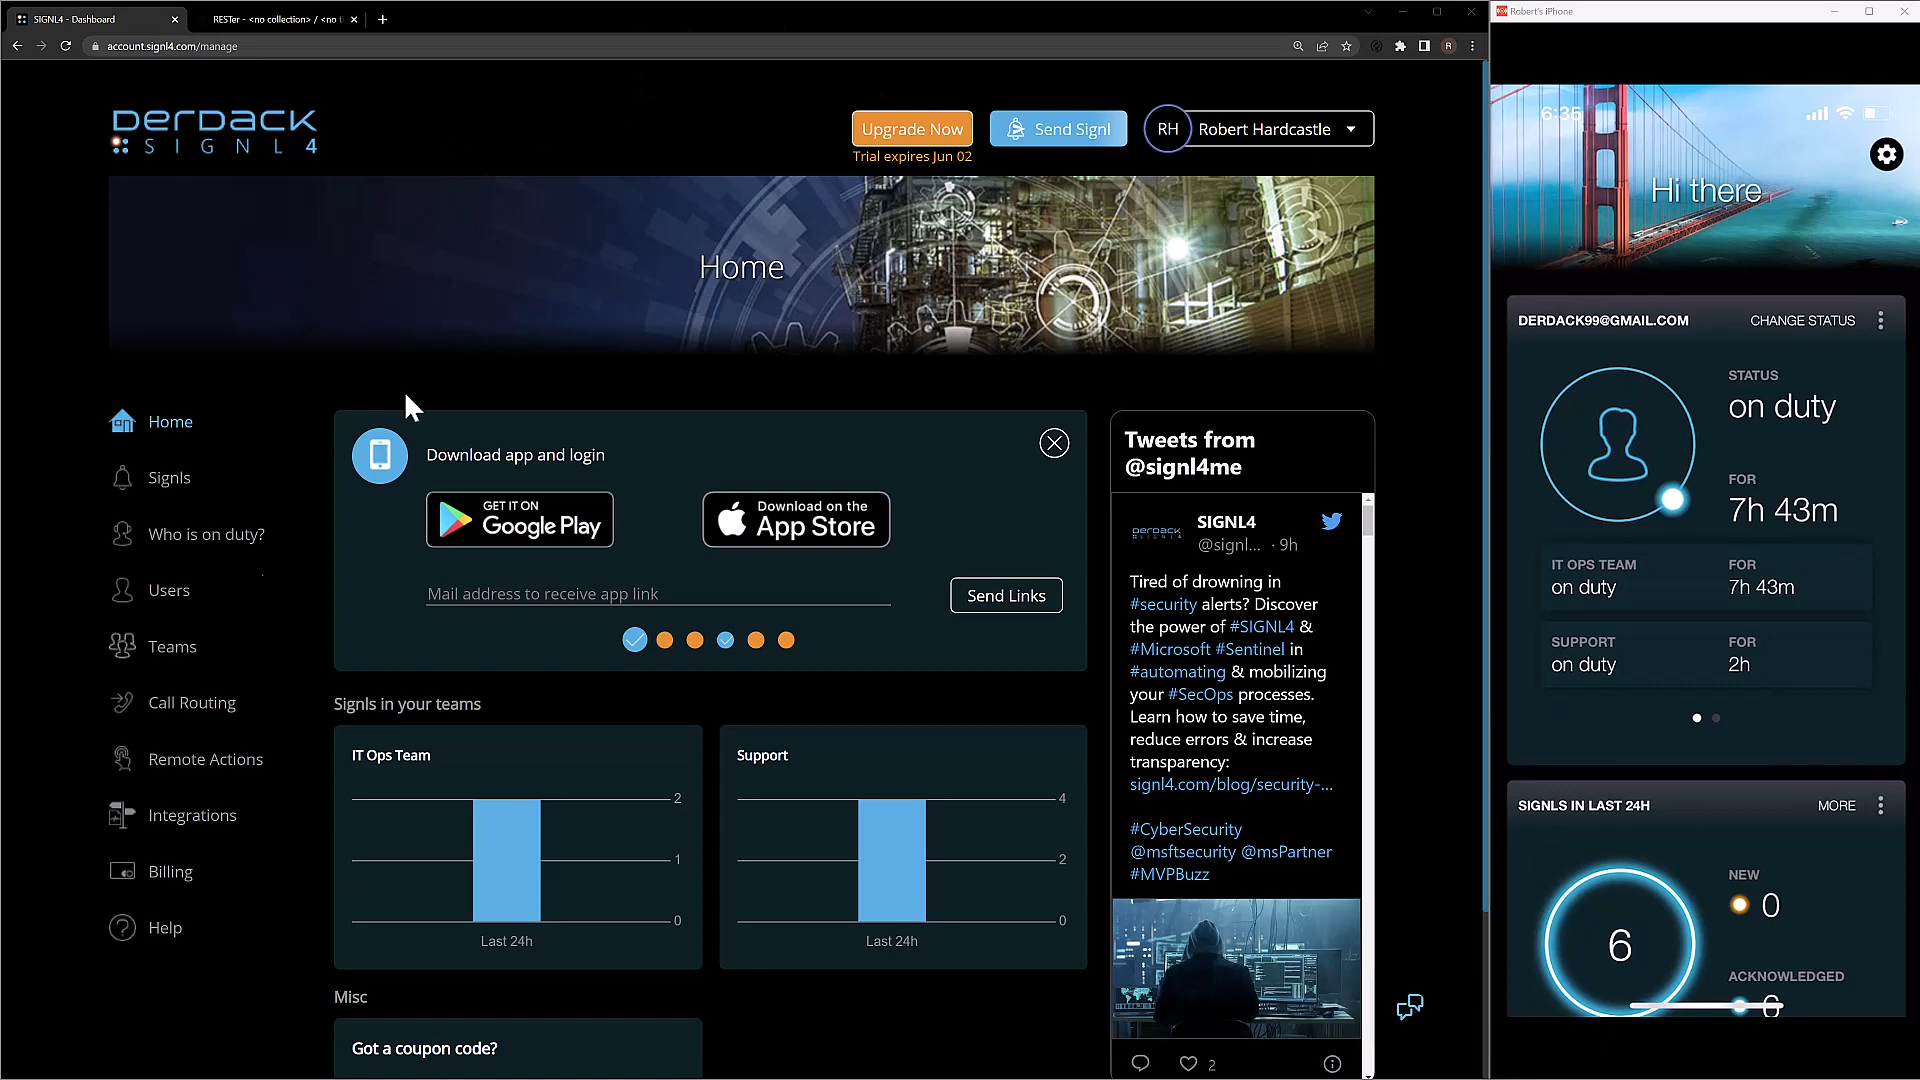 SIGNL4 - Dashboard
RESTer - <no collection> / <no ti
account.signl4.com/manage
R
Robert's iPhone
DERDACK
SIGNL4
Upgrade Now
Trial expires Jun 02
Send Signl
RH
Robert Hardcastle
Home
Home
Signls
Who is on duty?
Users
Teams
Call Routing
Remote Actions
Integrations
Billing
Help
Download app and login
GET IT ON
Google Play
Download on the
App Store
Mail address to receive app link
Send Links
Signls in your teams
IT Ops Team
2
1
0
Last 24h
Support
4
2
0
Last 24h
Misc
Got a coupon code?
Tweets from
@signl4me
DERDACK
SIGNL4
SIGNL4
@signl... · 9h
Tired of drowning in
#security alerts? Discover
the power of #SIGNL4 &
#Microsoft #Sentinel in
#automating & mobilizing
your #SecOps processes.
Learn how to save time,
reduce errors & increase
transparency:
signl4.com/blog/security-...
#CyberSecurity
@msftsecurity @msPartner
#MVPBuzz
2
6:35
Hi there
DERDACK99@GMAIL.COM
CHANGE STATUS
STATUS
on duty
FOR
7h 43m
IT OPS TEAM
FOR
on duty
7h 43m
SUPPORT
FOR
on duty
2h
SIGNLS IN LAST 24H
MORE
NEW
0
6
ACKNOWLEDGED
6